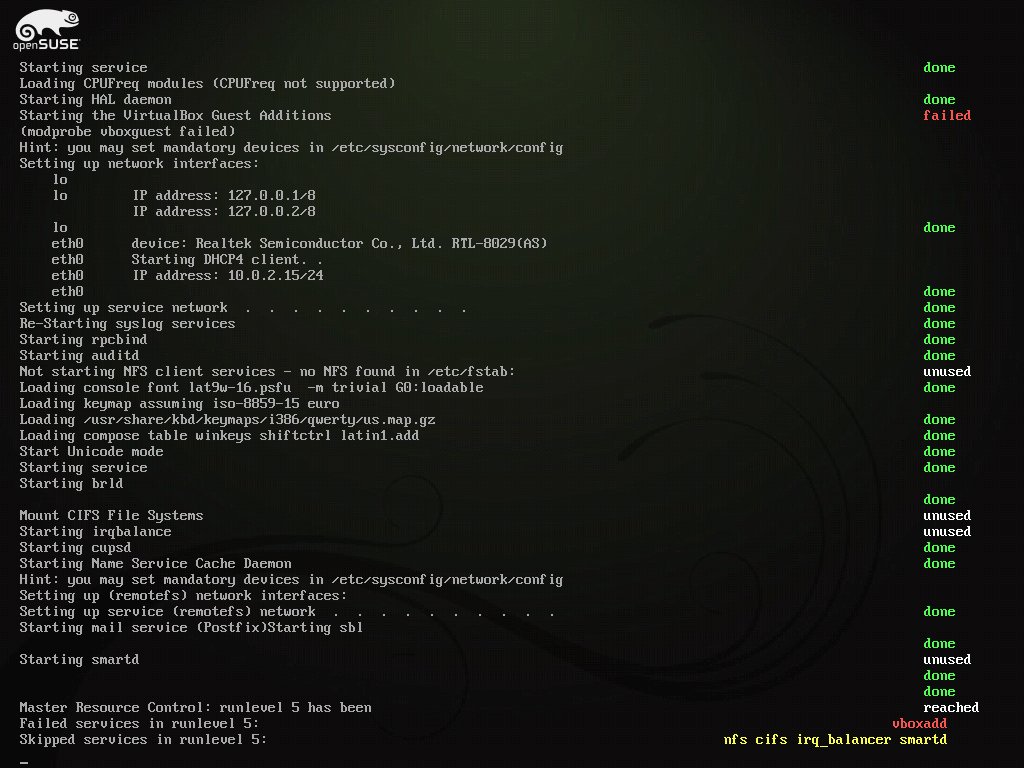 openSUSE
Starting service done
Loading CPUFreq modules (CPUFreq not supported)
Starting HAL daemon done
Starting the VirtualBox Guest Additions failed
(modprobe vboxguest failed)
Hint: you may set mandatory devices in /etc/sysconfig/network/config
Setting up network interfaces:
lo
lo IP address: 127.0.0.1/8
IP address: 127.0.0.2/8
lo done
eth0 device: Realtek Semiconductor Co., Ltd. RTL-8029(AS)
eth0 Starting DHCP4 client. .
eth0 IP address: 10.0.2.15/24
eth0 done
Setting up service network . . . . . . . . . . done
Re-Starting syslog services done
Starting rpcbind done
Starting auditd done
Not starting NFS client services - no NFS found in /etc/fstab: unused
Loading console font lat9w-16.psfu -m trivial G0:loadable done
Loading keymap assuming iso-8859-15 euro
Loading /usr/share/kbd/keymaps/i386/qwerty/us.map.gz done
Loading compose table winkeys shiftctrl latin1.add done
Start Unicode mode done
Starting service done
Starting brld
done
Mount CIFS File Systems unused
Starting irqbalance unused
Starting cupsd done
Starting Name Service Cache Daemon done
Hint: you may set mandatory devices in /etc/sysconfig/network/config
Setting up (remotefs) network interfaces:
Setting up service (remotefs) network . . . . . . . . . . done
Starting mail service (Postfix)Starting sbl
done
Starting smartd unused
done
done
Master Resource Control: runlevel 5 has been reached
Failed services in runlevel 5: vboxadd
Skipped services in runlevel 5: nfs cifs irq_balancer smartd
_